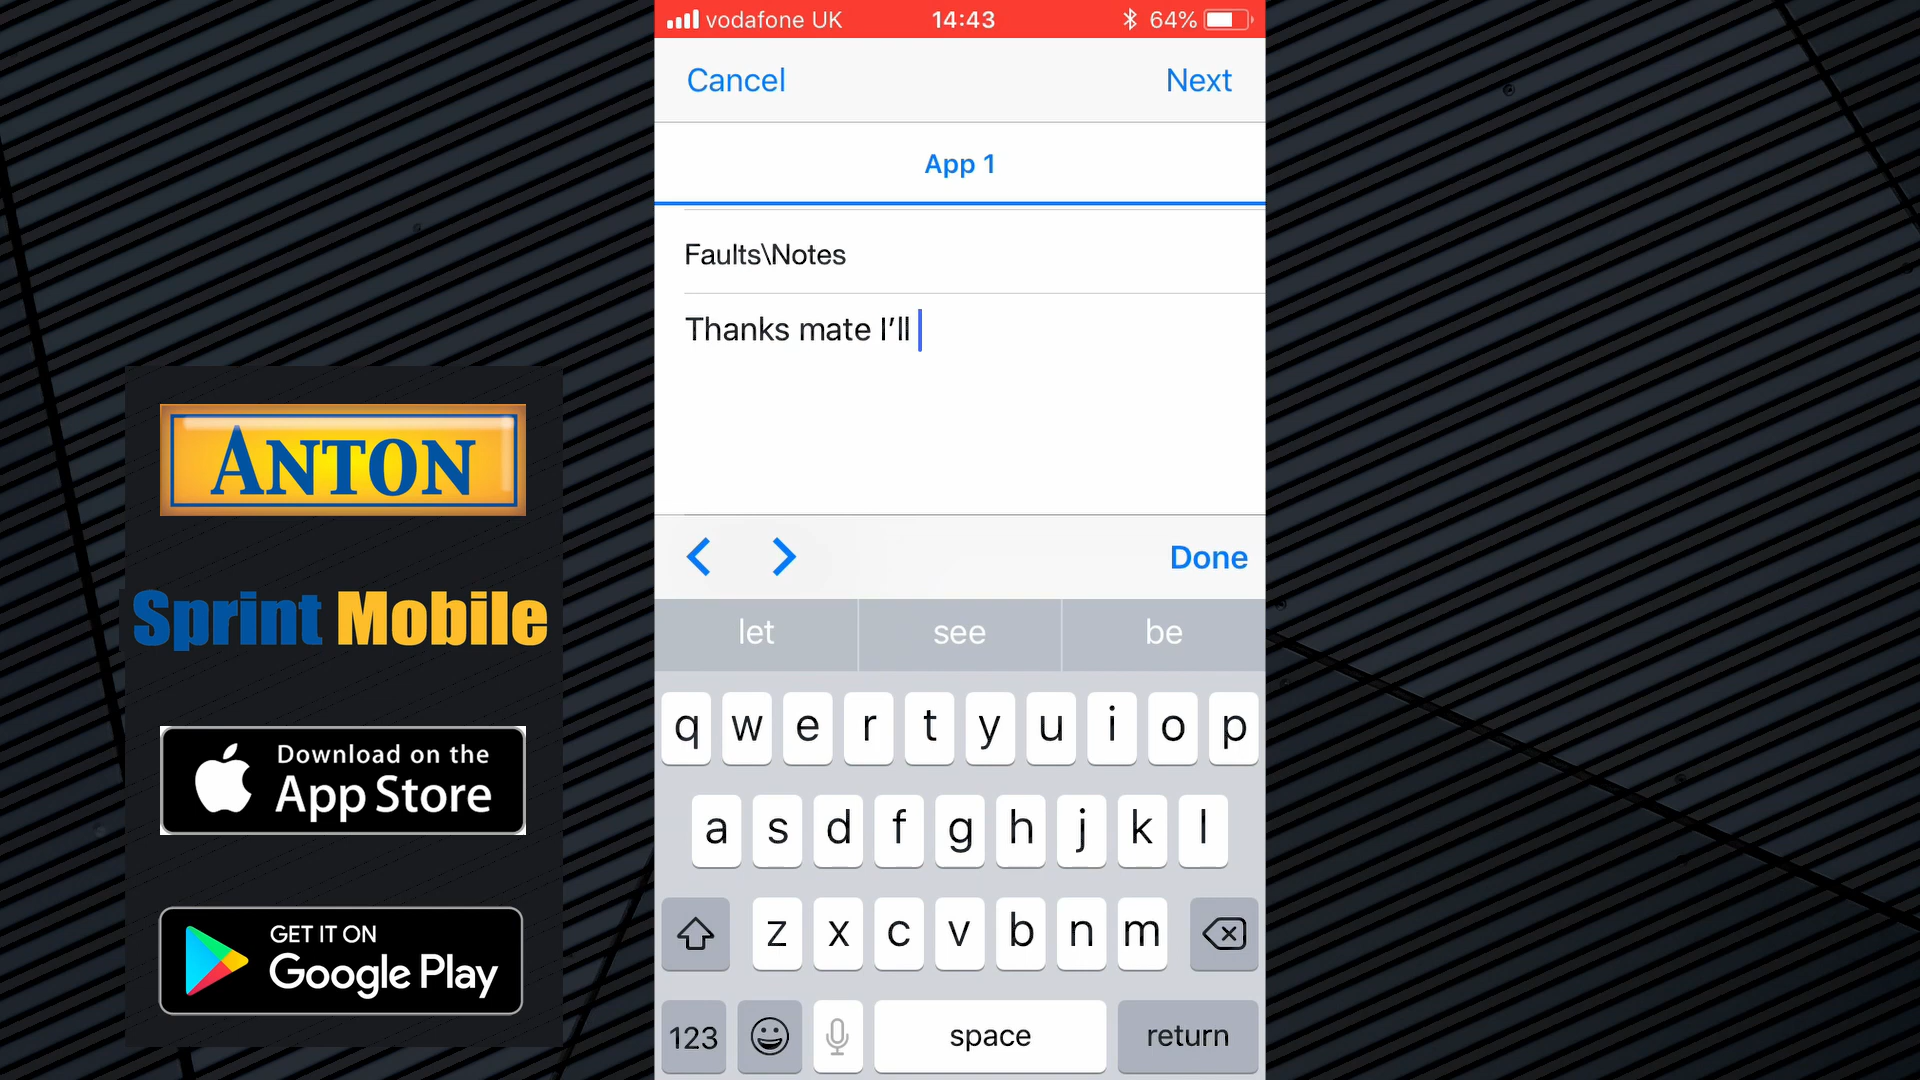 vodafone UK 14:43 64%
Cancel Next
App 1
Faults\Notes
Thanks mate I’ll
Done
let see be
q w e r t y u i o p
a s d f g h j k l
z x c v b n m
123 space return
ANTON
Sprint Mobile
Download on the
App Store
GET IT ON
Google Play